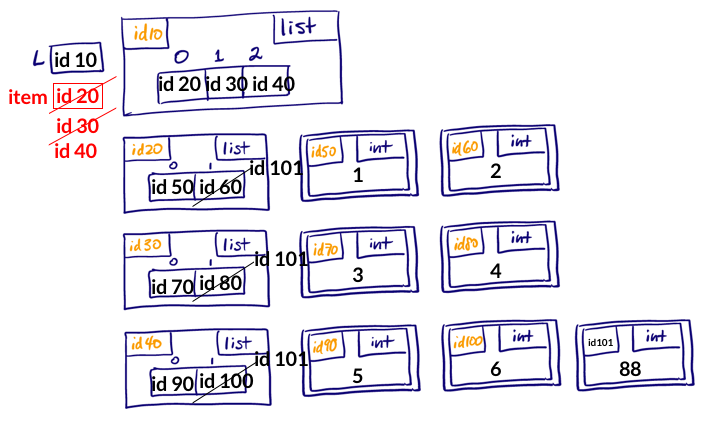 id10 list
L id 10
0 1 2
id 20 id 30 id 40
item id 20
id 30
id 40
id20 list
0 1
id 50 id 60 id 101
id50 int
1
id60 int
2
id30 list
0 1
id 70 id 80 id 101
id70 int
3
id80 int
4
id40 list
0 1
id 90 id 100 id 101
id90 int
5
id100 int
6
id101 int
88